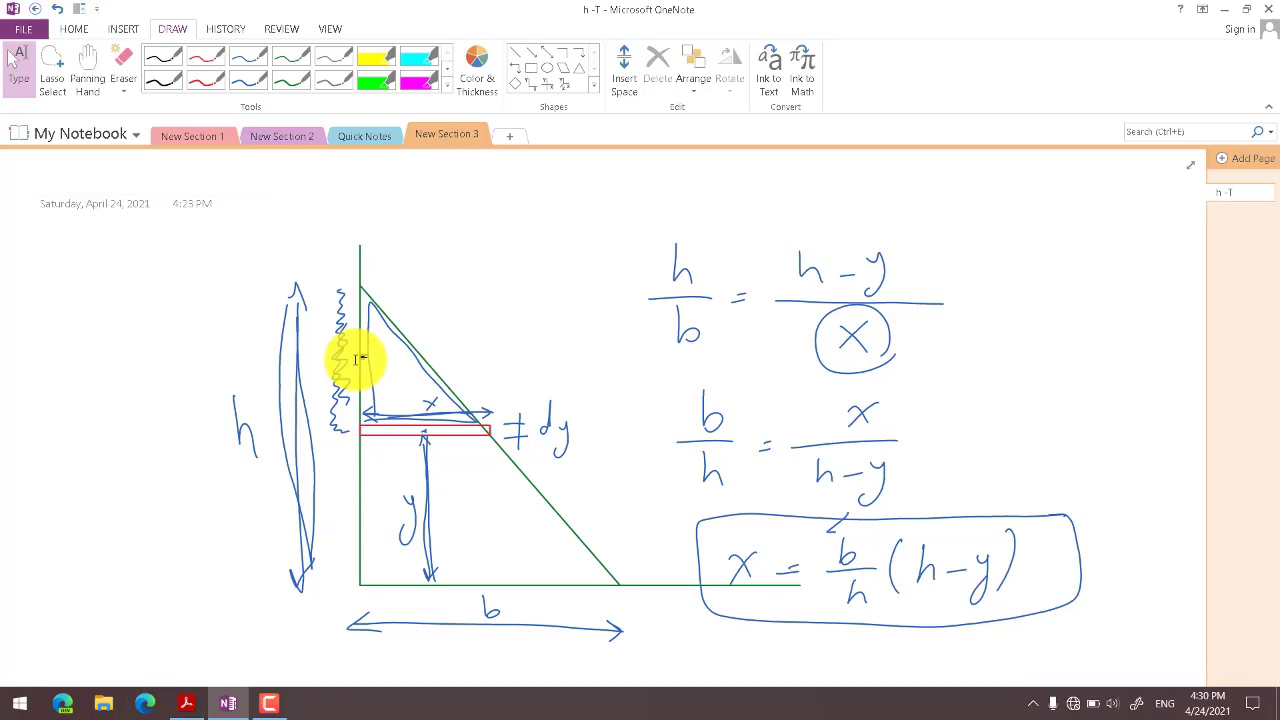 h -T - Microsoft OneNote
?
Sign in
FILE HOME INSERT DRAW HISTORY REVIEW VIEW
Type
Lasso Select
Panning Hand
Eraser
Color & Thickness
Insert Space
Delete
Arrange
Rotate
Ink to Text
Ink to Math
Tools
Shapes
Edit
Convert
My Notebook
New Section 1
New Section 2
Quick Notes
New Section 3
Search (Ctrl+E)
Add Page
h -T
Saturday, April 24, 2021 4:23 PM
h
x
dy
y
b
h/b = h-y/x
b/h = x/h-y
x = b/h (h-y)
ENG
4:30 PM
4/24/2021